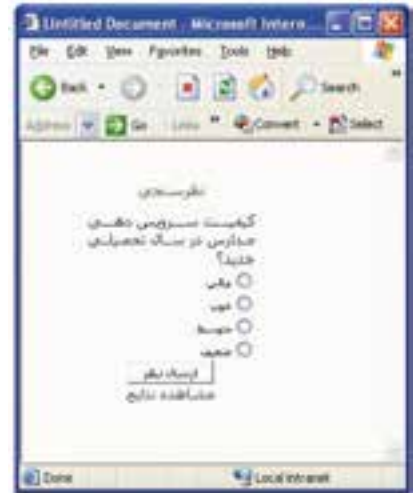 Untitled Document - Microsoft Intern...
File Edit View Favorites Tools Help
Back Search
Address Go Links Convert Select
نظرسنجی
کیفیت سرویس دهی
مدارس در سال تحصیلی
جدید؟
عالی
خوب
متوسط
ضعیف
ارسال نظر
مشاهده نتایج
Done Local intranet